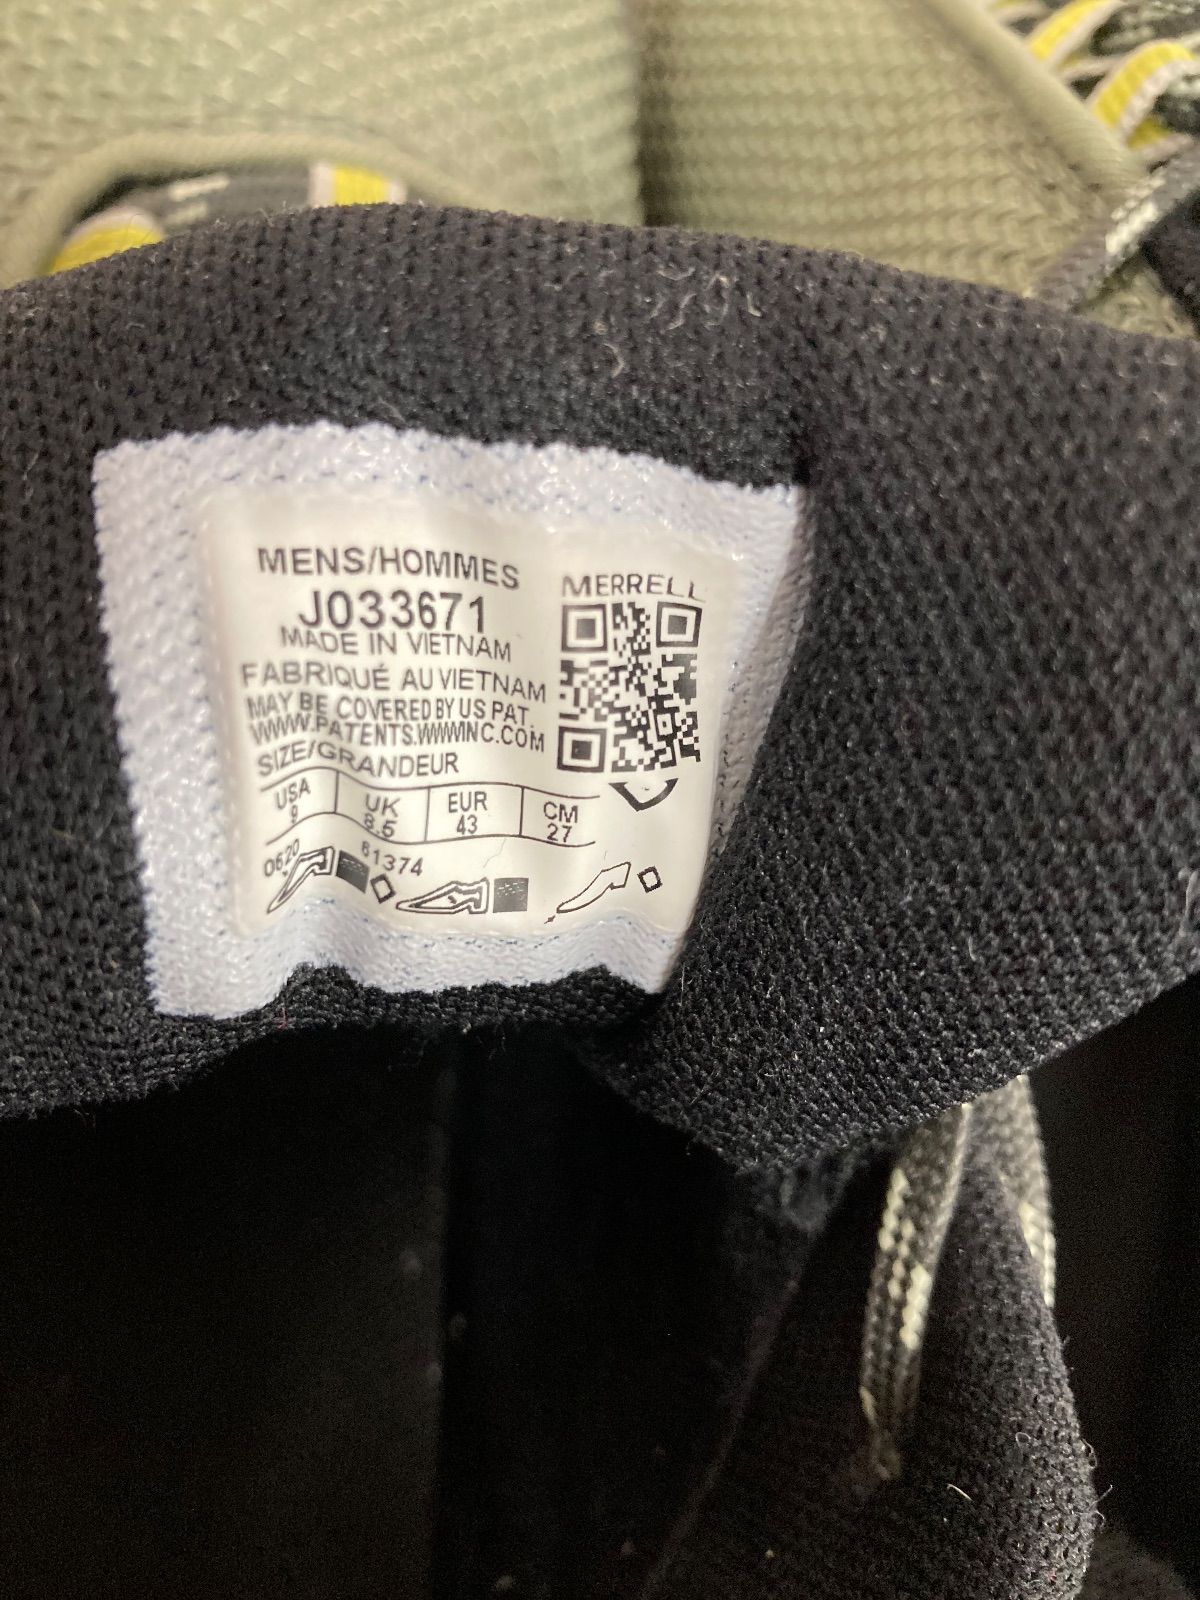 MENS/HOMMES
J033671
MADE IN VIETNAM
FABRIQUÉ AU VIETNAM
MAY BE COVERED BY US PAT.
WWW.PATENTS.WWWINC.COM
SIZE/GRANDEUR
USA UK EUR CM
9 8.5 43 27
0620 61374
MERRELL